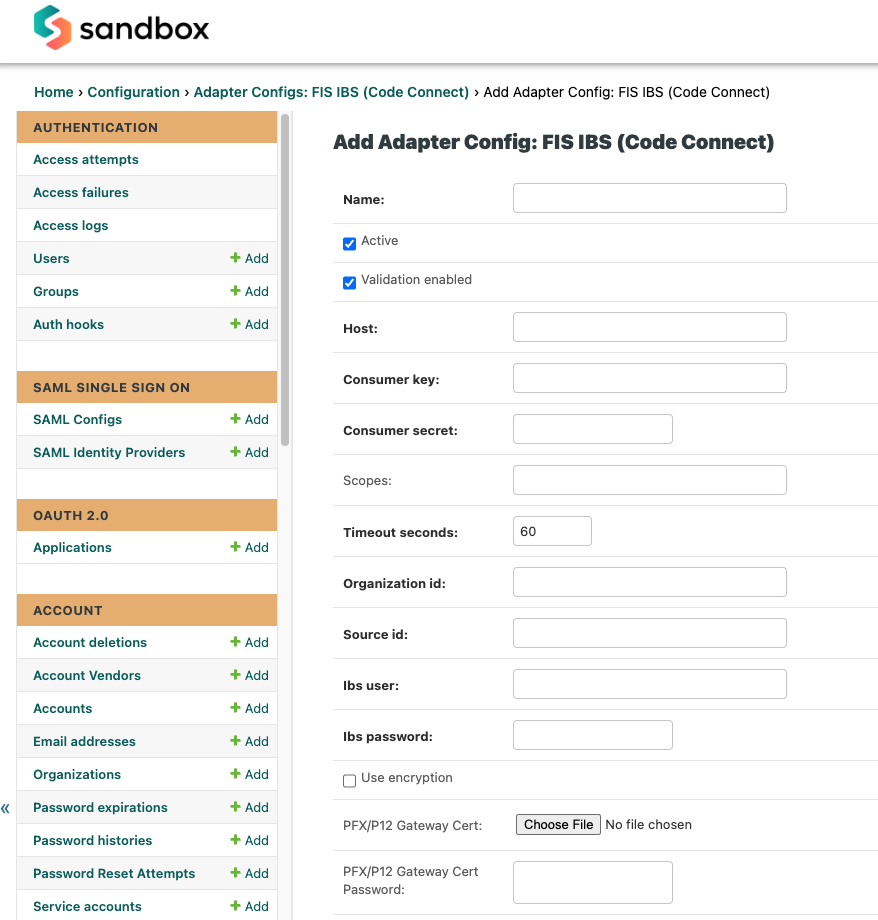 sandbox
Home › Configuration › Adapter Configs: FIS IBS (Code Connect) › Add Adapter Config: FIS IBS (Code Connect)
AUTHENTICATION
Access attempts
Access failures
Access logs
Users + Add
Groups + Add
Auth hooks + Add
SAML SINGLE SIGN ON
SAML Configs + Add
SAML Identity Providers + Add
OAUTH 2.0
Applications + Add
ACCOUNT
Account deletions + Add
Account Vendors + Add
Accounts + Add
Email addresses + Add
Organizations + Add
Password expirations + Add
Password histories + Add
Password Reset Attempts + Add
Service accounts + Add
«
Add Adapter Config: FIS IBS (Code Connect)
Name:
Active
Validation enabled
Host:
Consumer key:
Consumer secret:
Scopes:
Timeout seconds: 60
Organization id:
Source id:
Ibs user:
Ibs password:
Use encryption
PFX/P12 Gateway Cert: Choose File No file chosen
PFX/P12 Gateway Cert
Password: